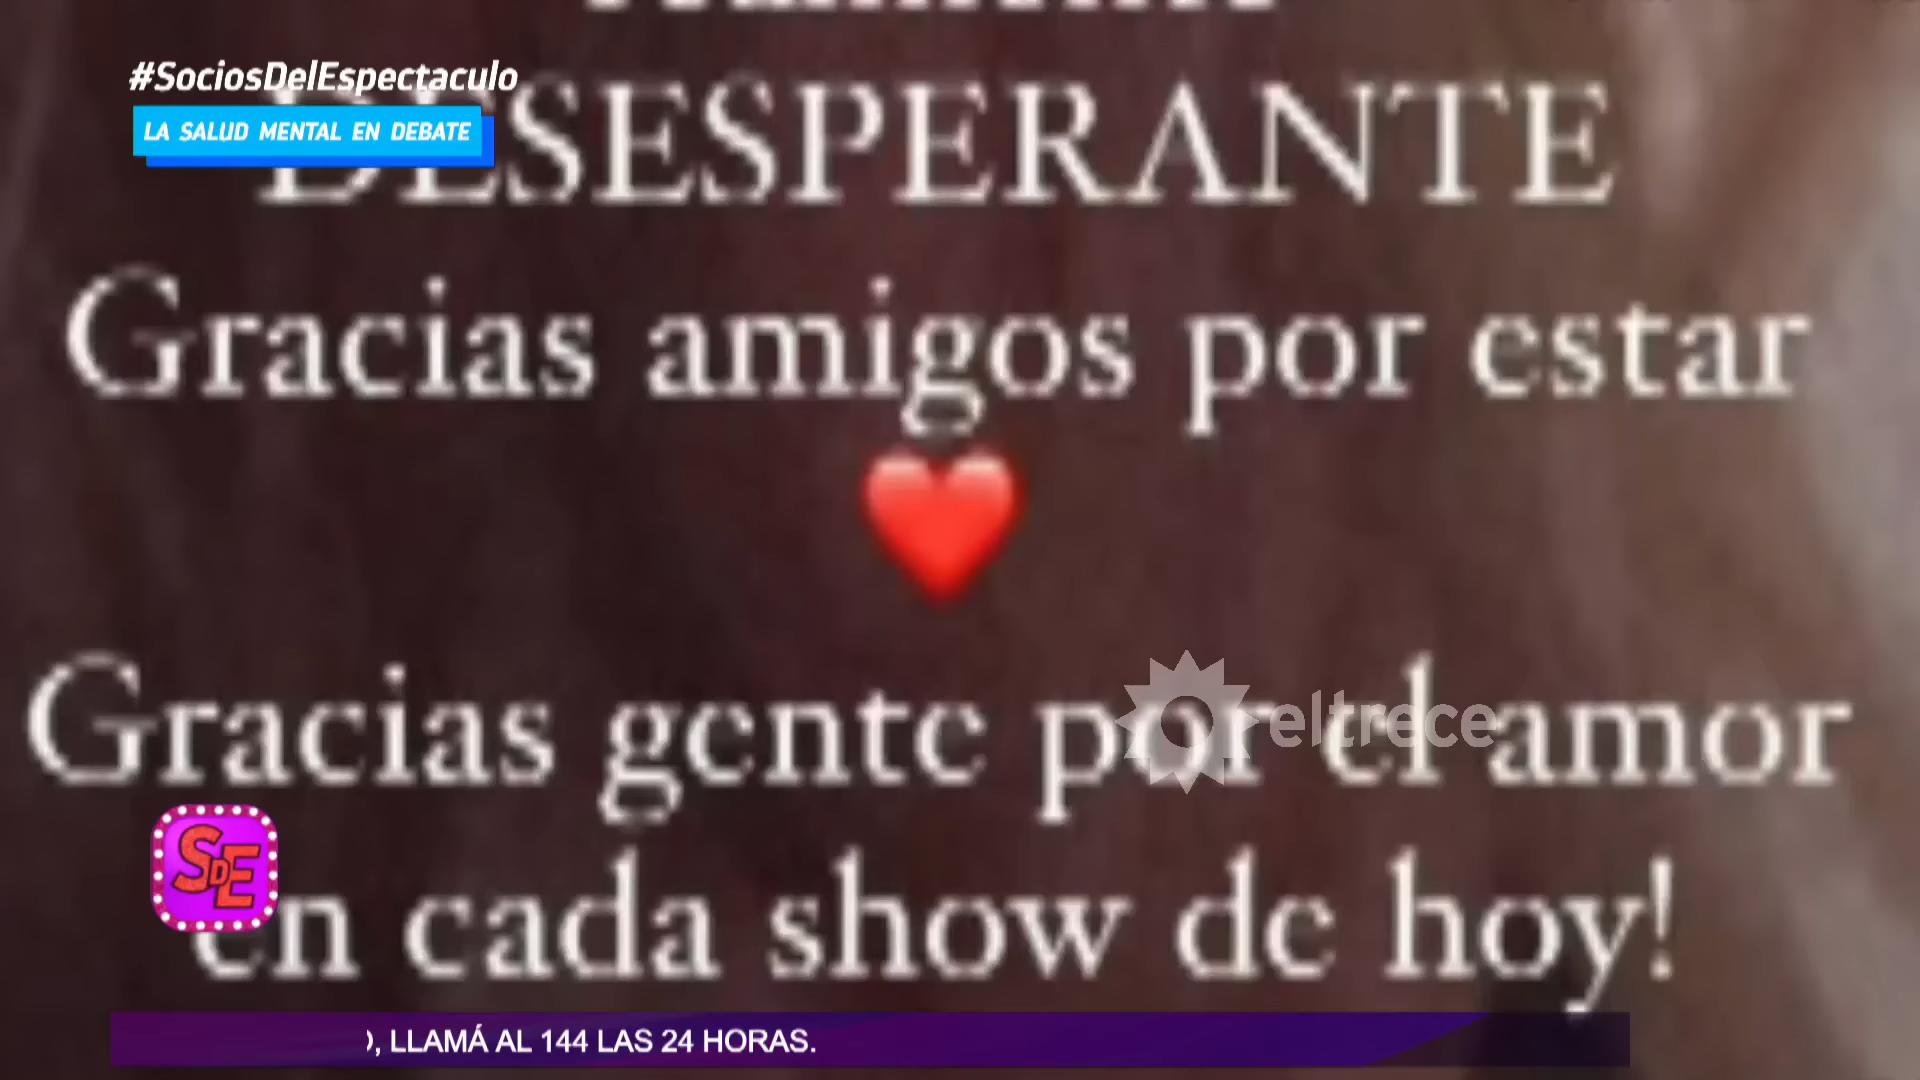 #SociosDelEspectaculo
LA SALUD MENTAL EN DEBATE
DESESPERANTE
Gracias amigos por estar
❤️
Gracias gente por el amor
eltrece
SDE
en cada show de hoy!
, LLAMÁ AL 144 LAS 24 HORAS.